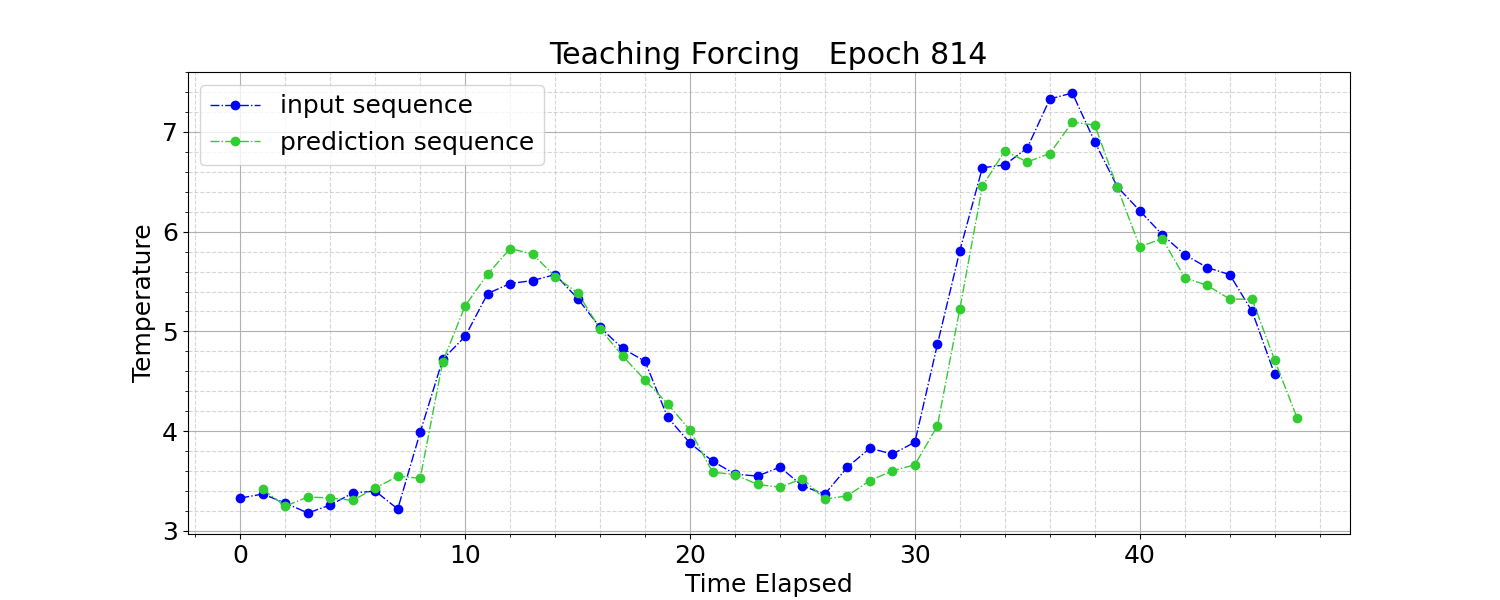 Teaching Forcing   Epoch 814
input sequence
prediction sequence
Temperature
7
6
5
4
3
0 10 20 30 40
Time Elapsed